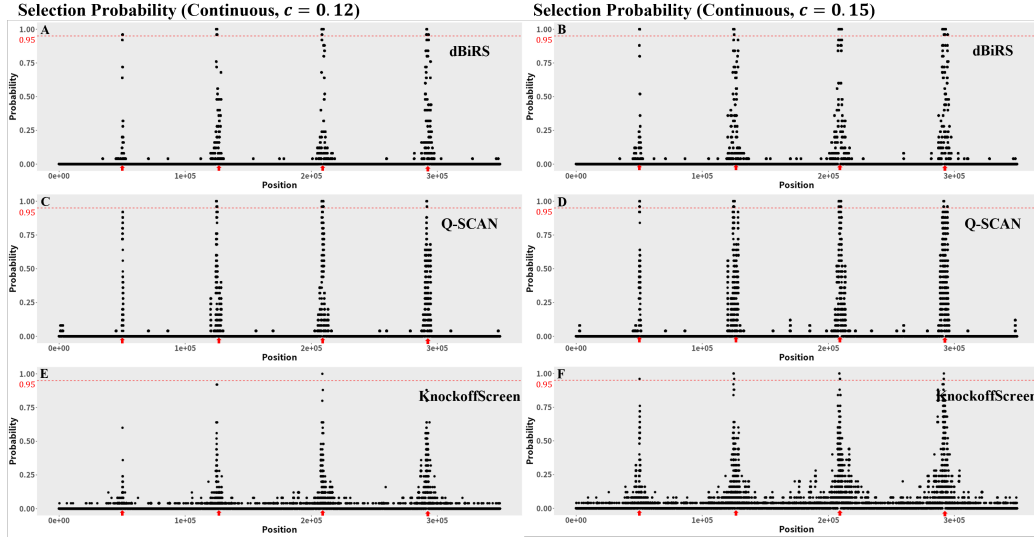 Selection Probability (Continuous, c = 0.12)
Selection Probability (Continuous, c = 0.15)
A
dBiRS
1.00
0.95
0.75
0.50
0.25
0.00
Probability
0e+00
1e+05
2e+05
3e+05
Position
B
dBiRS
1.00
0.95
0.75
0.50
0.25
0.00
Probability
0e+00
1e+05
2e+05
3e+05
Position
C
Q-SCAN
1.00
0.95
0.75
0.50
0.25
0.00
Probability
0e+00
1e+05
2e+05
3e+05
Position
D
Q-SCAN
1.00
0.95
0.75
0.50
0.25
0.00
Probability
0e+00
1e+05
2e+05
3e+05
Position
E
KnockoffScreen
1.00
0.95
0.75
0.50
0.25
0.00
Probability
0e+00
1e+05
2e+05
3e+05
Position
F
KnockoffScreen
1.00
0.95
0.75
0.50
0.25
0.00
Probability
0e+00
1e+05
2e+05
3e+05
Position